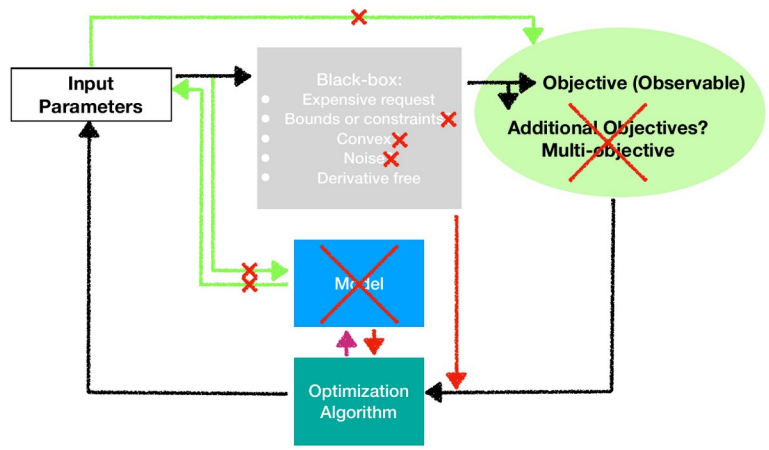 Input
Parameters
Black-box:
Expensive request
Bounds or constraints
Convex
Noise
Derivative free
Objective (Observable)
Additional Objectives?
Multi-objective
Model
Optimization
Algorithm